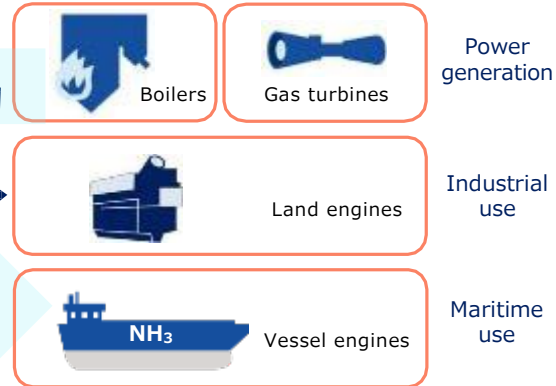 Boilers
Gas turbines
Power
generation
Land engines
Industrial
use
NH₃
Vessel engines
Maritime
use